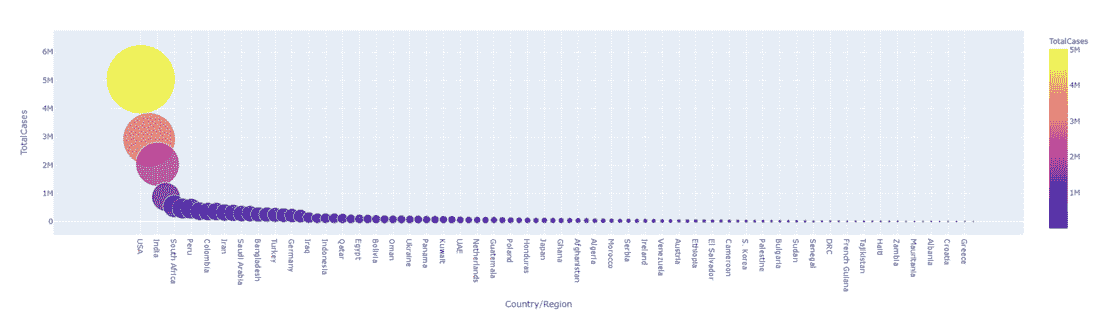 TotalCases
6M
5M
4M
3M
2M
1M
0
TotalCases
5M
4M
3M
2M
1M
USA
India
South Africa
Peru
Colombia
Iran
Saudi Arabia
Bangladesh
Turkey
Germany
Iraq
Indonesia
Qatar
Egypt
Bolivia
Oman
Ukraine
Panama
Kuwait
UAE
Netherlands
Guatemala
Poland
Honduras
Japan
Ghana
Afghanistan
Algeria
Morocco
Serbia
Ireland
Venezuela
Austria
Ethiopia
El Salvador
Cameroon
S. Korea
Palestine
Bulgaria
Sudan
Senegal
DRC
French Guiana
Tajikistan
Haiti
Zambia
Mauritania
Albania
Croatia
Greece
Country/Region